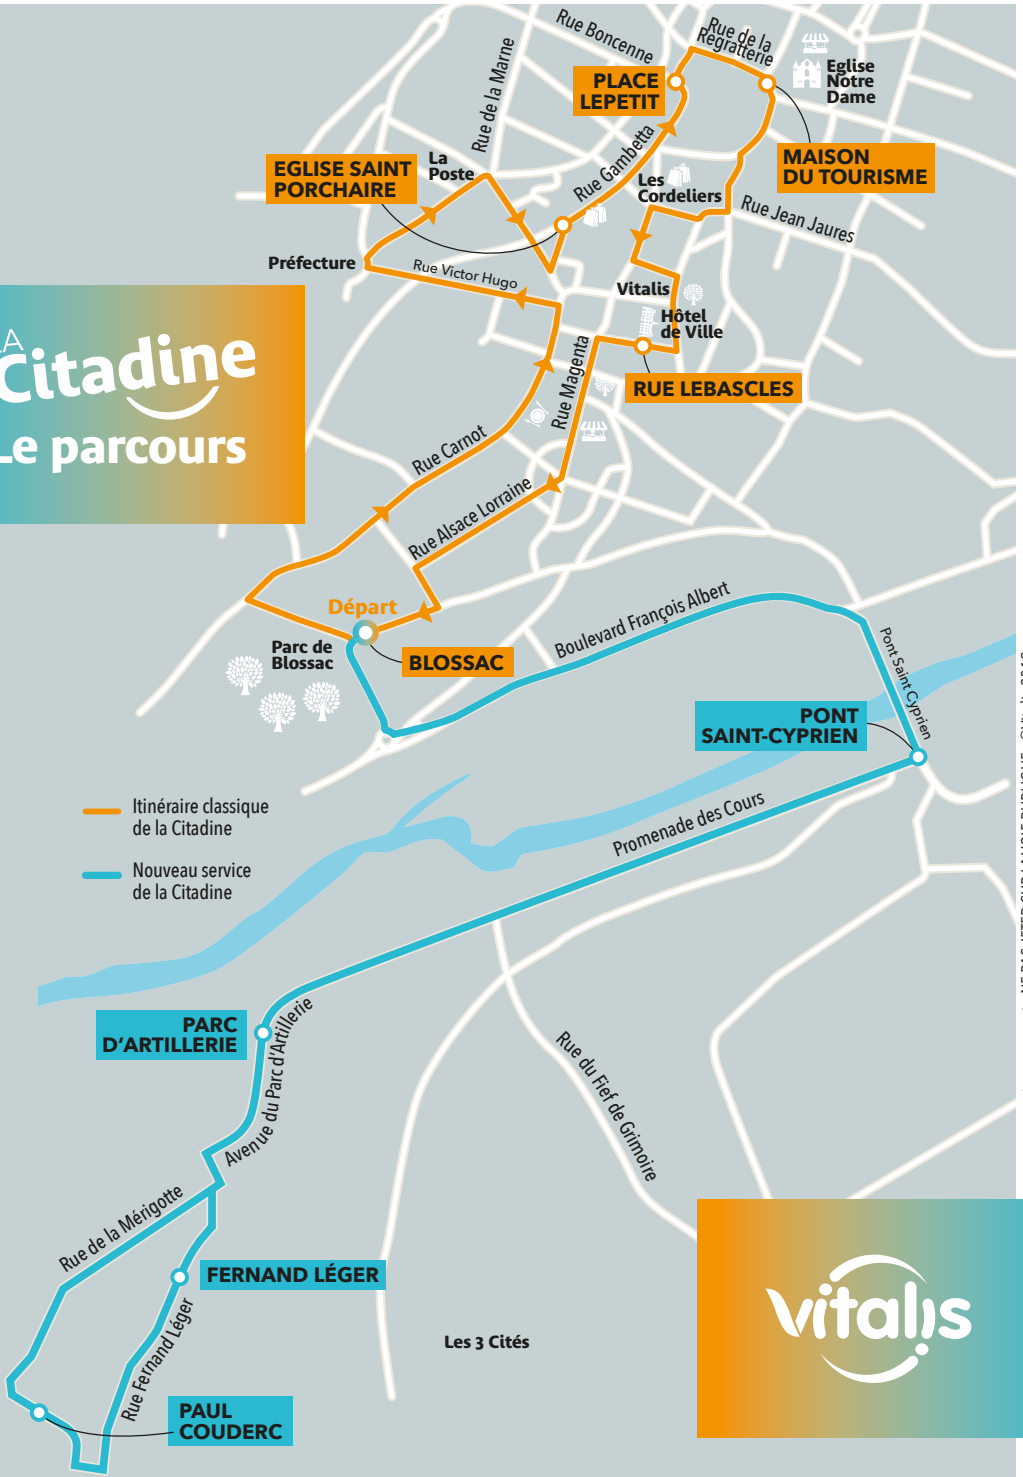 Rue Boncenne
Rue de la
Régratterie
Rue de la Marne
Eglise
Notre
Dame
PLACE
LEPETIT
MAISON
DU TOURISME
EGLISE SAINT
PORCHAIRE
La
Poste
Rue Gambetta
Les
Cordeliers
Rue Jean Jaures
Préfecture
Rue Victor Hugo
Vitalis
Hôtel
de Ville
LA
Citadine
Le parcours
Rue Magenta
RUE LEBASCLES
Rue Carnot
Rue Alsace Lorraine
Départ
Parc de
Blossac
BLOSSAC
Boulevard François Albert
Pont Saint Cyprien
PONT
SAINT-CYPRIEN
Itinéraire classique
de la Citadine
Nouveau service
de la Citadine
Promenade des Cours
PARC
D'ARTILLERIE
Avenue du Parc d'Artillerie
Rue du Fief de Grimoire
Rue de la Mérigotte
FERNAND LÉGER
Rue Fernand Léger
Les 3 Cités
PAUL
COUDERC
vitalis